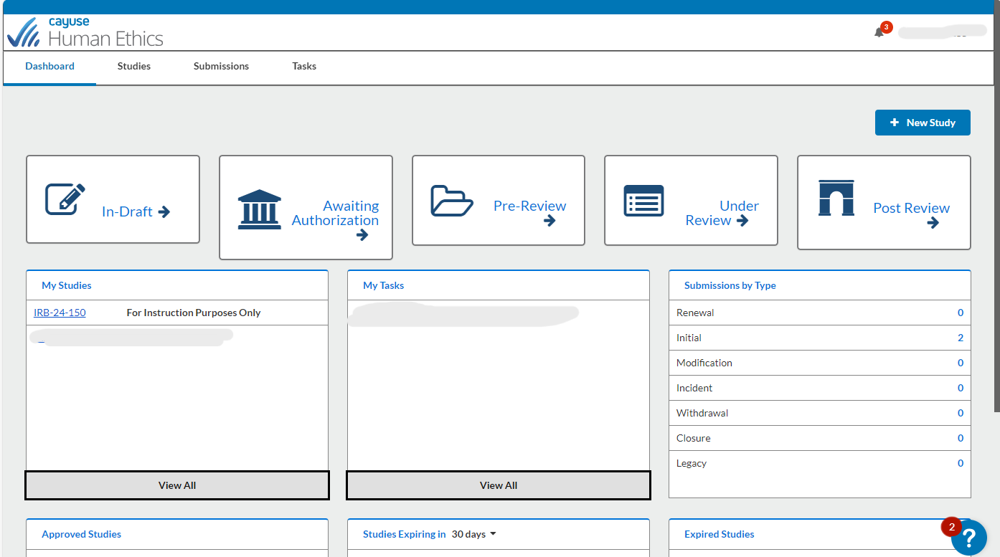 cayuse
Human Ethics
3
Dashboard Studies Submissions Tasks
+ New Study
In-Draft
Awaiting
Authorization
Pre-Review
Under
Review
Post Review
My Studies
IRB-24-150 For Instruction Purposes Only
View All
My Tasks
View All
Submissions by Type
Renewal 0
Initial 2
Modification 0
Incident 0
Withdrawal 0
Closure 0
Legacy 0
Approved Studies
Studies Expiring in 30 days
Expired Studies
2
?